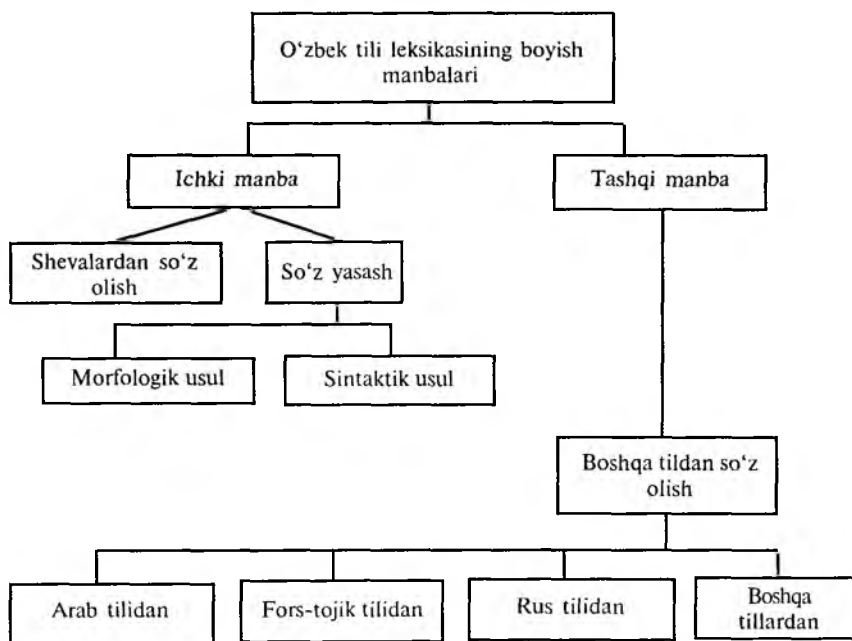 O‘zbek tili leksikasining boyish
manbalari
Ichki manba
Tashqi manba
Shevalardan so‘z
olish
So‘z yasash
Morfologik usul
Sintaktik usul
Boshqa tildan so‘z
olish
Arab tilidan
Fors-tojik tilidan
Rus tilidan
Boshqa
tillardan